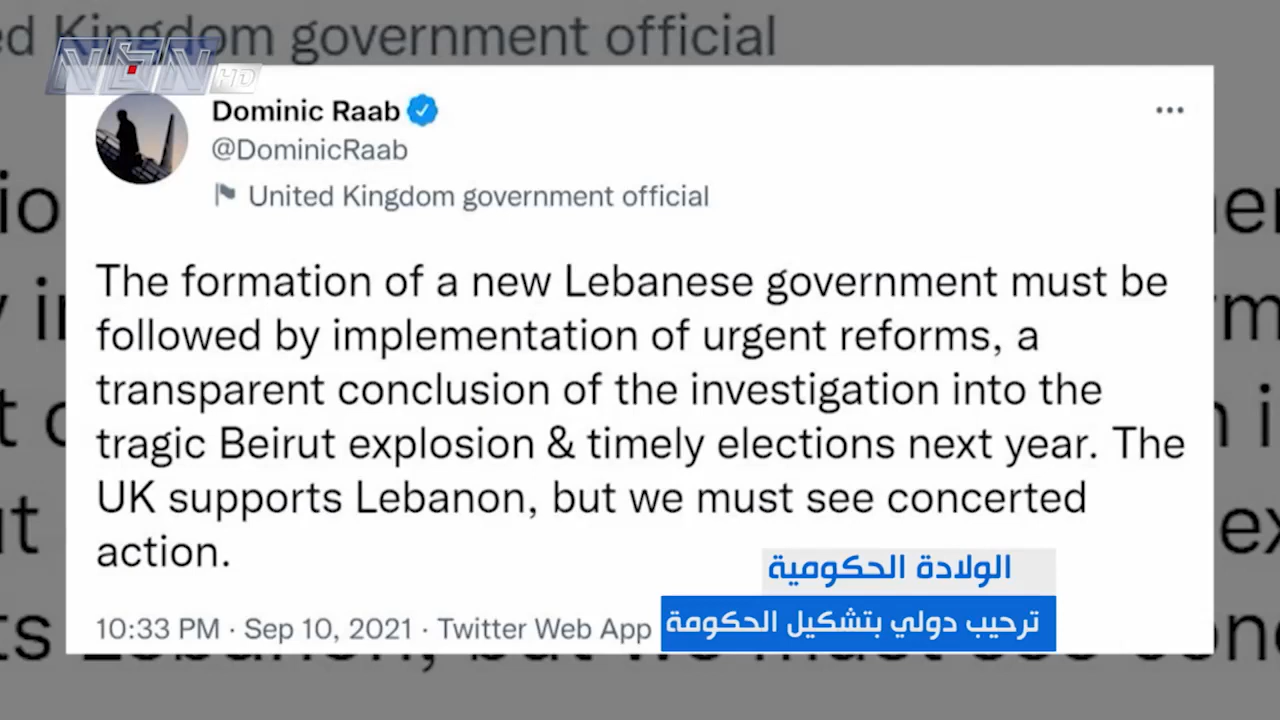 ed Kingdom government official
NBN HD
Dominic Raab
@DominicRaab
United Kingdom government official
The formation of a new Lebanese government must be
followed by implementation of urgent reforms, a
transparent conclusion of the investigation into the
tragic Beirut explosion & timely elections next year. The
UK supports Lebanon, but we must see concerted
action.
10:33 PM · Sep 10, 2021 · Twitter Web App
الولادة الحكومية
ترحيب دولي بتشكيل الحكومة